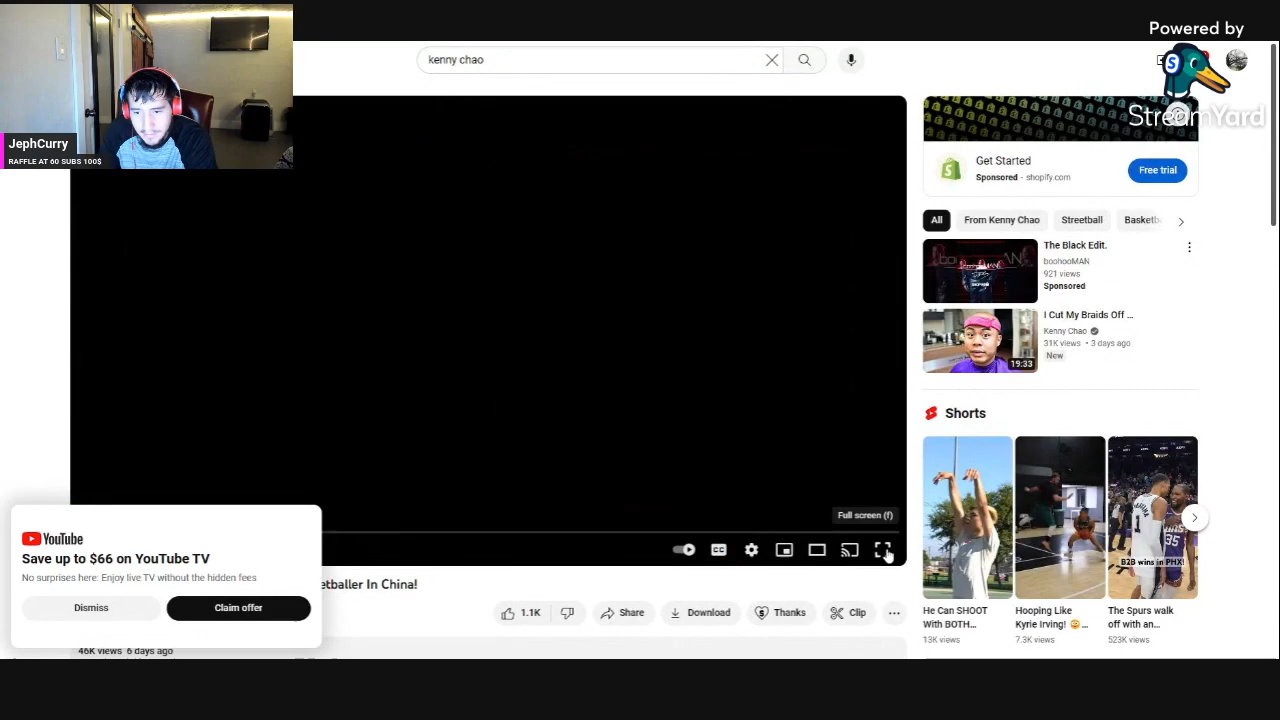 Powered by
StreamYard
kenny chao
JephCurry
RAFFLE AT 60 SUBS 100$
Get Started
Sponsored · shopify.com
Free trial
All
From Kenny Chao
Streetball
Basketb
The Black Edit.
boohooMAN
921 views
Sponsored
I Cut My Braids Off ...
Kenny Chao
31K views • 3 days ago
New
19:33
Shorts
Full screen (f)
CC
YouTube
Save up to $66 on YouTube TV
No surprises here: Enjoy live TV without the hidden fees
Dismiss
Claim offer
etballer In China!
1.1K
Share
Download
Thanks
Clip
46K views 6 days ago
B2B wins in PHX!
He Can SHOOT
With BOTH...
13K views
Hooping Like
Kyrie Irving! 😳...
7.3K views
The Spurs walk
off with an...
523K views